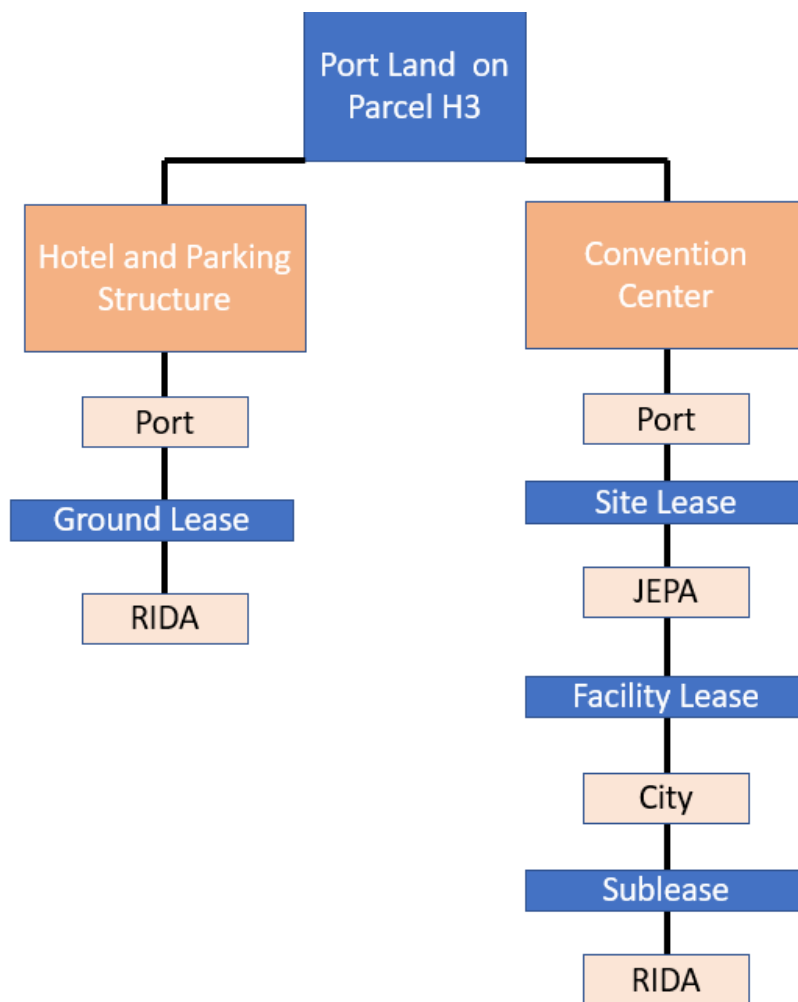 Port Land on
Parcel H3
Hotel and Parking
Structure
Convention
Center
Port
Port
Ground Lease
Site Lease
RIDA
JEPA
Facility Lease
City
Sublease
RIDA